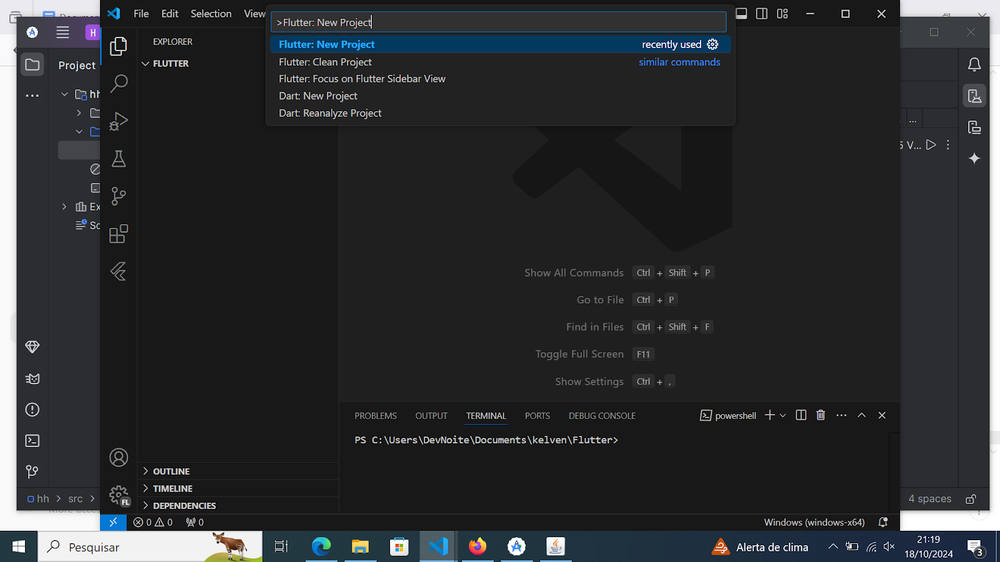 Documen
File Edit Selection View
>Flutter: New Project
Flutter: New Project recently used
Flutter: Clean Project similar commands
Flutter: Focus on Flutter Sidebar View
Dart: New Project
Dart: Reanalyze Project
H
Project
hh
Ex
Sc
EXPLORER
FLUTTER
... 
5 V...
Show All Commands Ctrl + Shift + P
Go to File Ctrl + P
Find in Files Ctrl + Shift + F
Toggle Full Screen F11
Show Settings Ctrl + ,
PROBLEMS OUTPUT TERMINAL PORTS DEBUG CONSOLE powershell
PS C:\Users\DevNoite\Documents\kelven\Flutter>
OUTLINE
TIMELINE
DEPENDENCIES
FL
hh > src >
4 spaces
0 0 0
Windows (windows-x64)
Pesquisar
Alerta de clima
21:19
18/10/2024
3